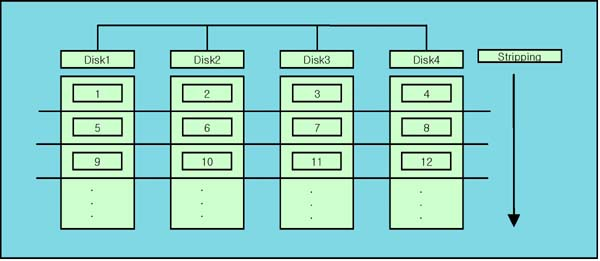 Disk1 Disk2 Disk3 Disk4 Stripping
1 2 3 4
5 6 7 8
9 10 11 12
. . . .
. . . .
. . . .